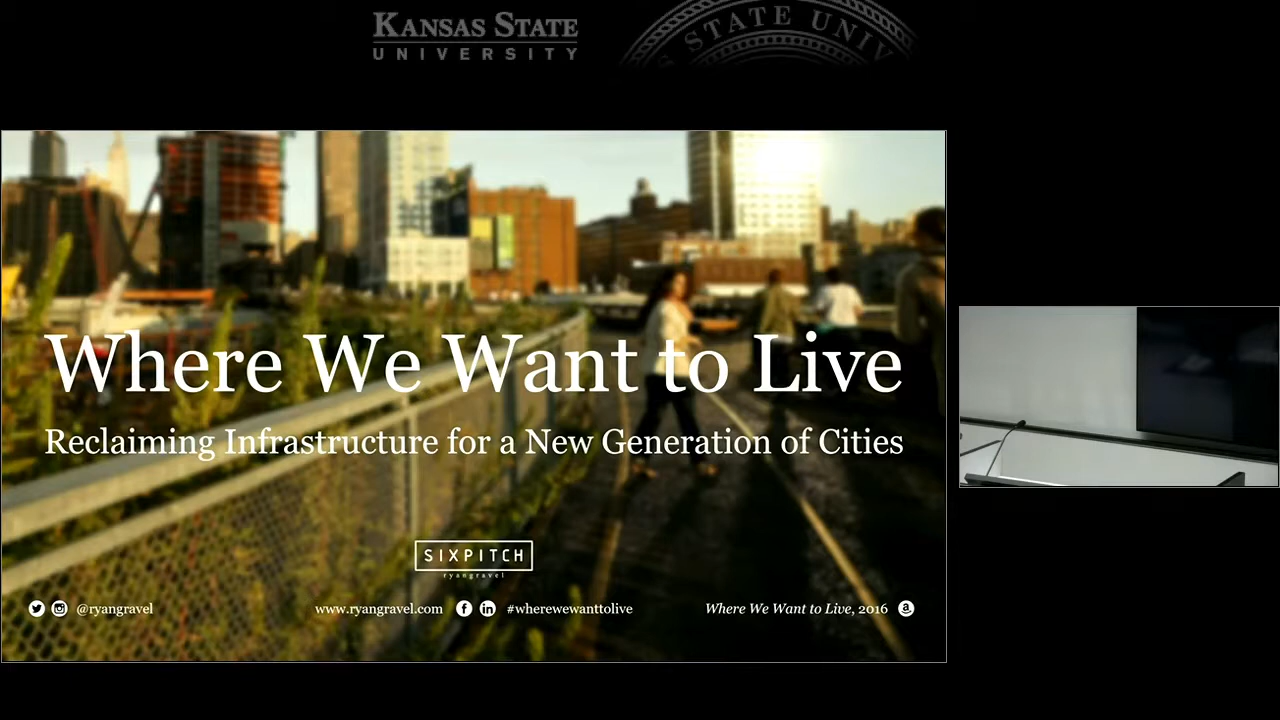 KANSAS STATE
UNIVERSITY
STATE UNIV
Where We Want to Live
Reclaiming Infrastructure for a New Generation of Cities
SIXPITCH
ryangravel
@ryangravel
www.ryangravel.com
#wherewewanttolive
Where We Want to Live, 2016